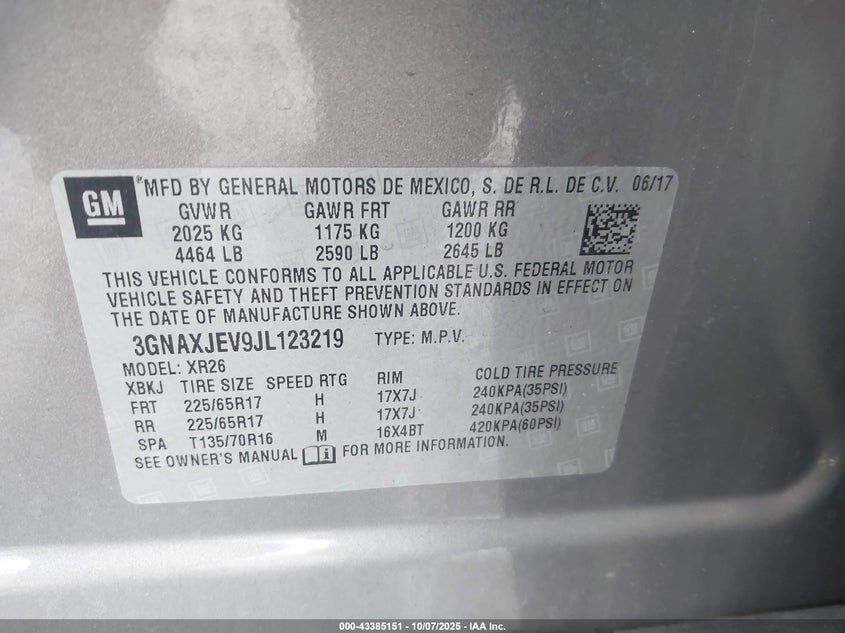 GM
®MFD BY GENERAL MOTORS DE MEXICO, S. DE R.L. DE C.V. 06/17
GVWR GAWR FRT GAWR RR
2025 KG 1175 KG 1200 KG
4464 LB 2590 LB 2645 LB
THIS VEHICLE CONFORMS TO ALL APPLICABLE U.S. FEDERAL MOTOR
VEHICLE SAFETY AND THEFT PREVENTION STANDARDS IN EFFECT ON
THE DATE OF MANUFACTURE SHOWN ABOVE.
3GNAXJEV9JL123219 TYPE: M.P.V.
MODEL: XR26
XBKJ TIRE SIZE SPEED RTG RIM COLD TIRE PRESSURE
FRT 225/65R17 H 17X7J 240KPA(35PSI)
RR 225/65R17 H 17X7J 240KPA(35PSI)
SPA T135/70R16 M 16X4BT 420KPA(60PSI)
SEE OWNER'S MANUAL FOR MORE INFORMATION.
000-43385151 - 10/07/2025 - IAA Inc.